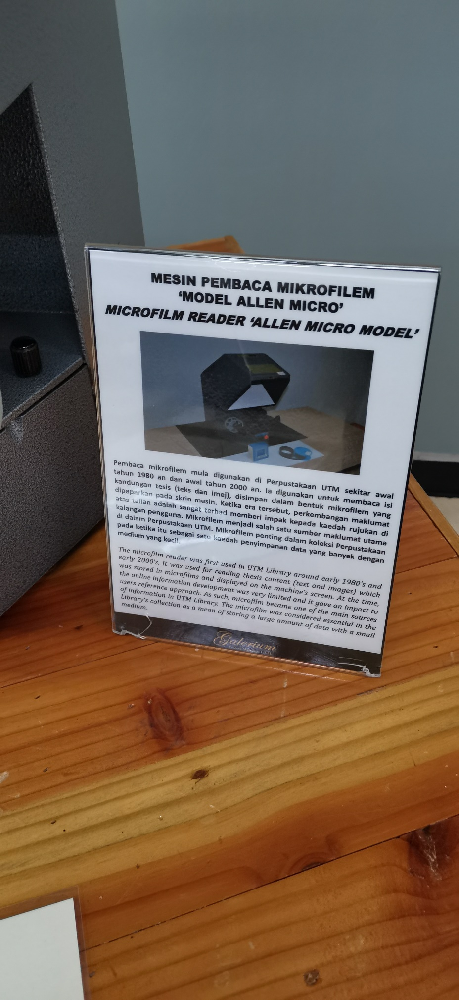 MESIN PEMBACA MIKROFILEM
‘MODEL ALLEN MICRO’
MICROFILM READER ‘ALLEN MICRO MODEL’
Pembaca mikrofilem mula digunakan di Perpustakaan UTM sekitar awal
tahun 1980 an dan awal tahun 2000 an. Ia digunakan untuk membaca isi
kandungan tesis (teks dan imej), disimpan dalam bentuk mikrofilem yang
dipaparkan pada skrin mesin. Ketika era tersebut, perkembangan maklumat
atas talian adalah sangat terhad memberi impak kepada kaedah rujukan di
kalangan pengguna. Mikrofilem menjadi salah satu sumber maklumat utama
di dalam Perpustakaan UTM. Mikrofilem penting dalam koleksi Perpustakaan
pada ketika itu sebagai satu kaedah penyimpanan data yang banyak dengan
medium yang kecil.
The microfilm reader was first used in UTM Library around early 1980's and
early 2000's. It was used for reading thesis content (text and images) which
was stored in microfilms and displayed on the machine's screen. At the time,
the online information development was very limited and it gave an impact to
users reference approach. As such, microfilm became one of the main sources
of information in UTM Library. The microfilm was considered essential in the
Library's collection as a mean of storing a large amount of data with a small
medium.
Galerium